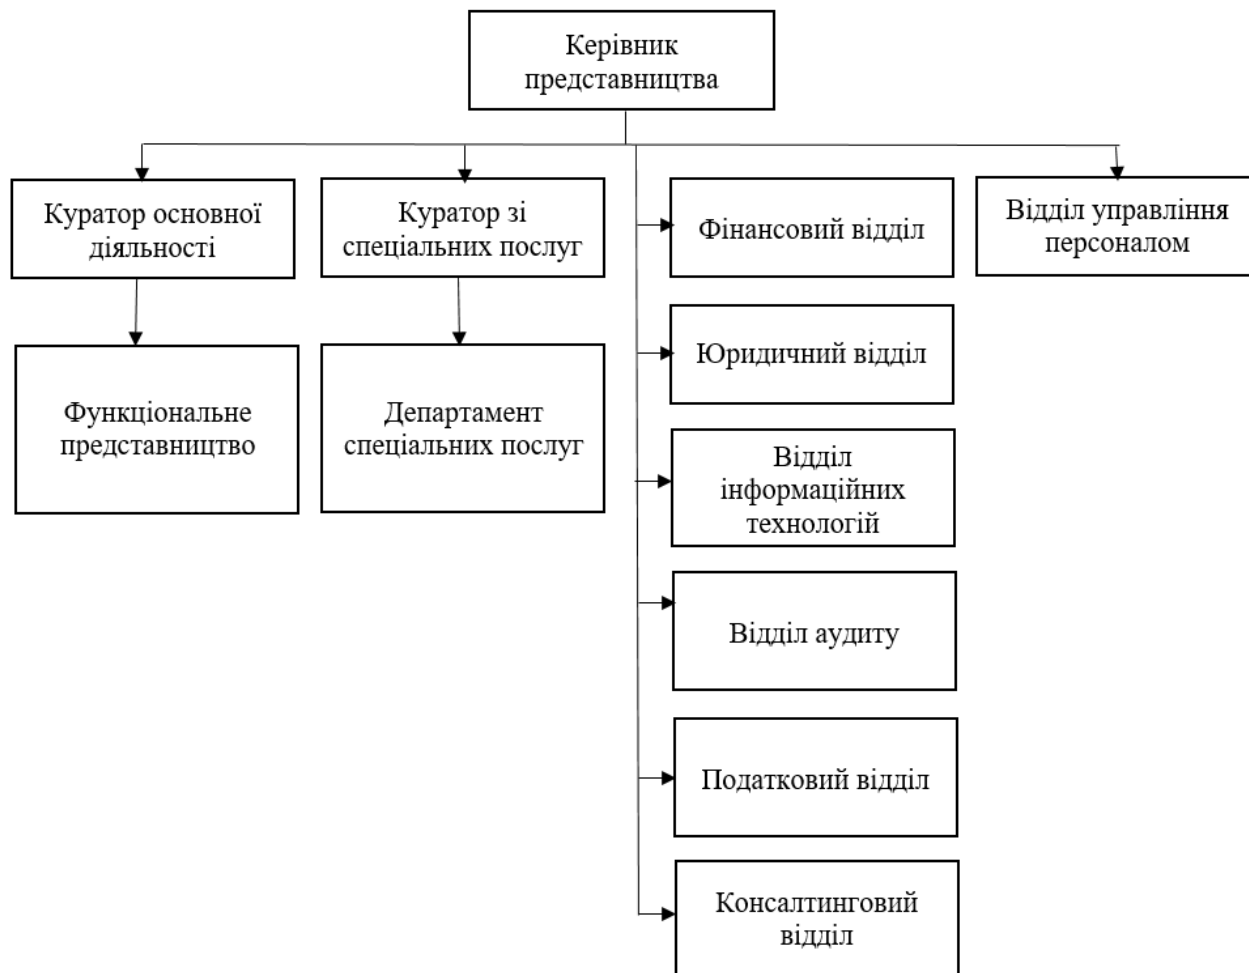 Керівник
представництва
Куратор основної
діяльності
Куратор зі
спеціальних послуг
Фінансовий відділ
Відділ управління
персоналом
Функціональне
представництво
Департамент
спеціальних послуг
Юридичний відділ
Відділ
інформаційних
технологій
Відділ аудиту
Податковий відділ
Консалтинговий
відділ